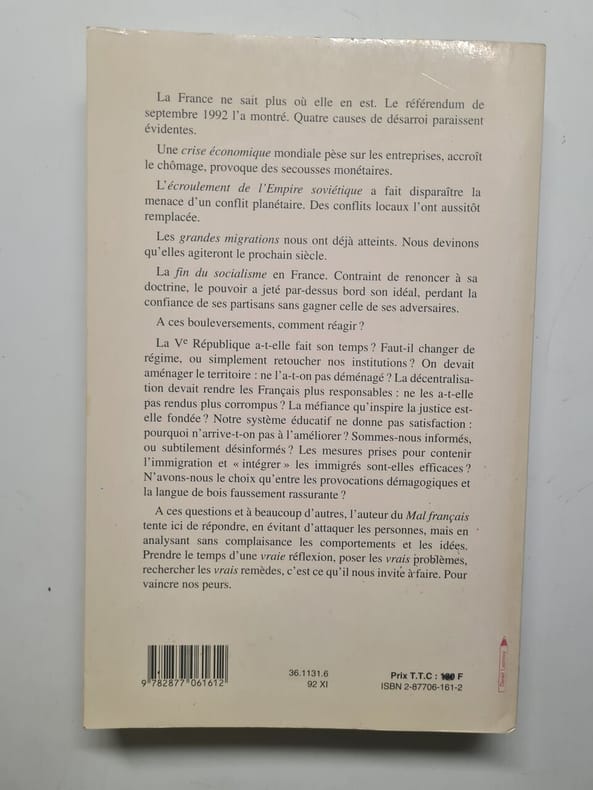 La France ne sait plus où elle en est. Le référendum de
septembre 1992 l'a montré. Quatre causes de désarroi paraissent
évidentes.
Une crise économique mondiale pèse sur les entreprises, accroît
le chômage, provoque des secousses monétaires.
L'écroulement de l'Empire soviétique a fait disparaître la
menace d'un conflit planétaire. Des conflits locaux l'ont aussitôt
remplacée.
Les grandes migrations nous ont déjà atteints. Nous devinons
qu'elles agiteront le prochain siècle.
La fin du socialisme en France. Contraint de renoncer à sa
doctrine, le pouvoir a jeté par-dessus bord son idéal, perdant la
confiance de ses partisans sans gagner celle de ses adversaires.
A ces bouleversements, comment réagir ?
La Ve République a-t-elle fait son temps ? Faut-il changer de
régime, ou simplement retoucher nos institutions ? On devait
aménager le territoire : ne l'a-t-on pas déménagé ? La décentralisa-
tion devait rendre les Français plus responsables : ne les a-t-elle
pas rendus plus corrompus ? La méfiance qu'inspire la justice est-
elle fondée ? Notre système éducatif ne donne pas satisfaction :
pourquoi n'arrive-t-on pas à l'améliorer ? Sommes-nous informés,
ou subtilement désinformés ? Les mesures prises pour contenir
l'immigration et « intégrer » les immigrés sont-elles efficaces ?
N'avons-nous le choix qu'entre les provocations démagogiques et
la langue de bois faussement rassurante ?
A ces questions et à beaucoup d'autres, l'auteur du Mal français
tente ici de répondre, en évitant d'attaquer les personnes, mais en
analysant sans complaisance les comportements et les idées.
Prendre le temps d'une vraie réflexion, poser les vrais problèmes,
rechercher les vrais remèdes, c'est ce qu'il nous invite à faire. Pour
vaincre nos peurs.
9 782877 061612
36.1131.6
92 XI
Prix T.T.C : F
ISBN 2-87706-161-2